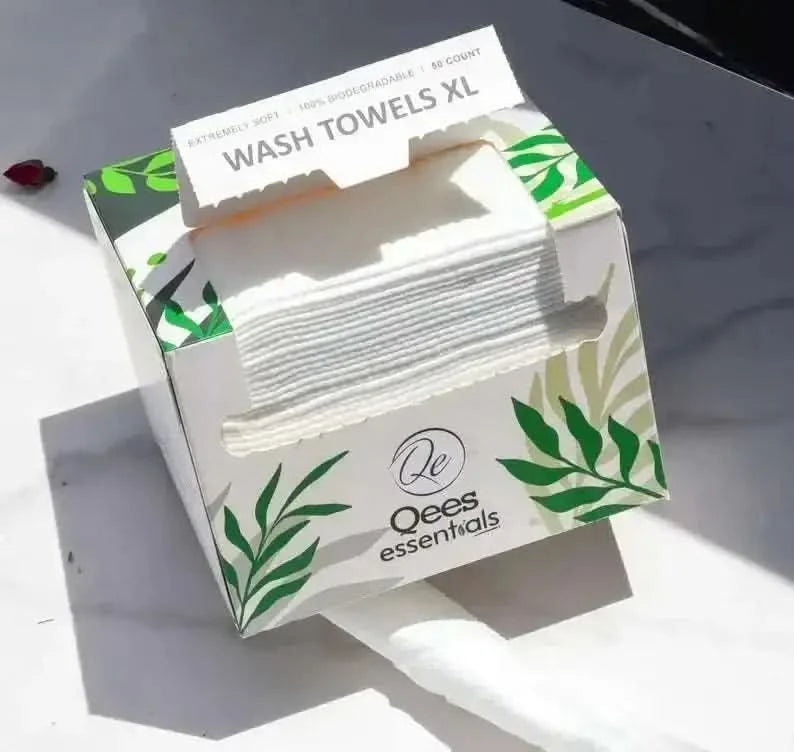 EXTREMELY SOFT | 100% BIODEGRADABLE | 50 COUNT
WASH TOWELS XL
Qe
Qees
essentials